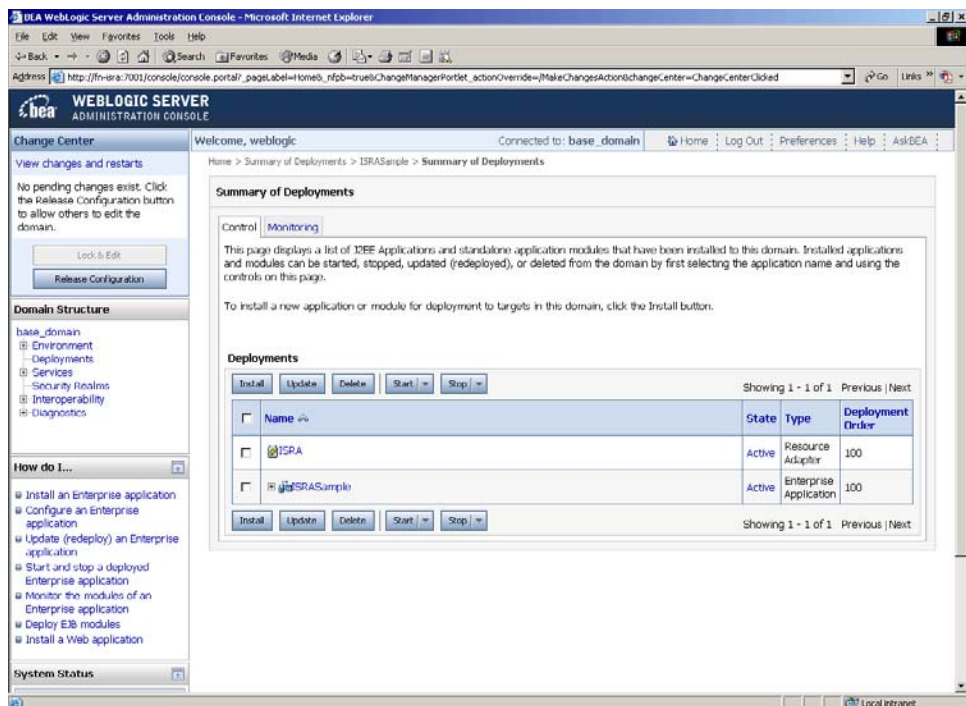 BEA WebLogic Server Administration Console - Microsoft Internet Explorer
File Edit View Favorites Tools Help
Back Search Favorites Media
Address http://fn-isra:7001/console/console.portal?_pageLabel=Home&_nfpb=true&ChangeManagerPortlet_actionOverride=/MakeChangesAction&changeCenter=ChangeCenterClicked Go Links »
bea WEBLOGIC SERVER
ADMINISTRATION CONSOLE
Change Center
View changes and restarts
No pending changes exist. Click
the Release Configuration button
to allow others to edit the
domain.
Lock & Edit
Release Configuration
Domain Structure
base_domain
Environment
Deployments
Services
Security Realms
Interoperability
Diagnostics
How do I...
Install an Enterprise application
Configure an Enterprise
application
Update (redeploy) an Enterprise
application
Start and stop a deployed
Enterprise application
Monitor the modules of an
Enterprise application
Deploy EJB modules
Install a Web application
System Status
Welcome, weblogic Connected to: base_domain Home Log Out Preferences Help AskBEA
Home > Summary of Deployments > ISRASample > Summary of Deployments
Summary of Deployments
Control Monitoring
This page displays a list of J2EE Applications and standalone application modules that have been installed to this domain. Installed applications
and modules can be started, stopped, updated (redeployed), or deleted from the domain by first selecting the application name and using the
controls on this page.
To install a new application or module for deployment to targets in this domain, click the Install button.
Deployments
Install Update Delete Start Stop Showing 1 - 1 of 1 Previous | Next
Name State Type Deployment Order
ISRA Active Resource Adapter 100
ISRASample Active Enterprise Application 100
Install Update Delete Start Stop Showing 1 - 1 of 1 Previous | Next
Local intranet